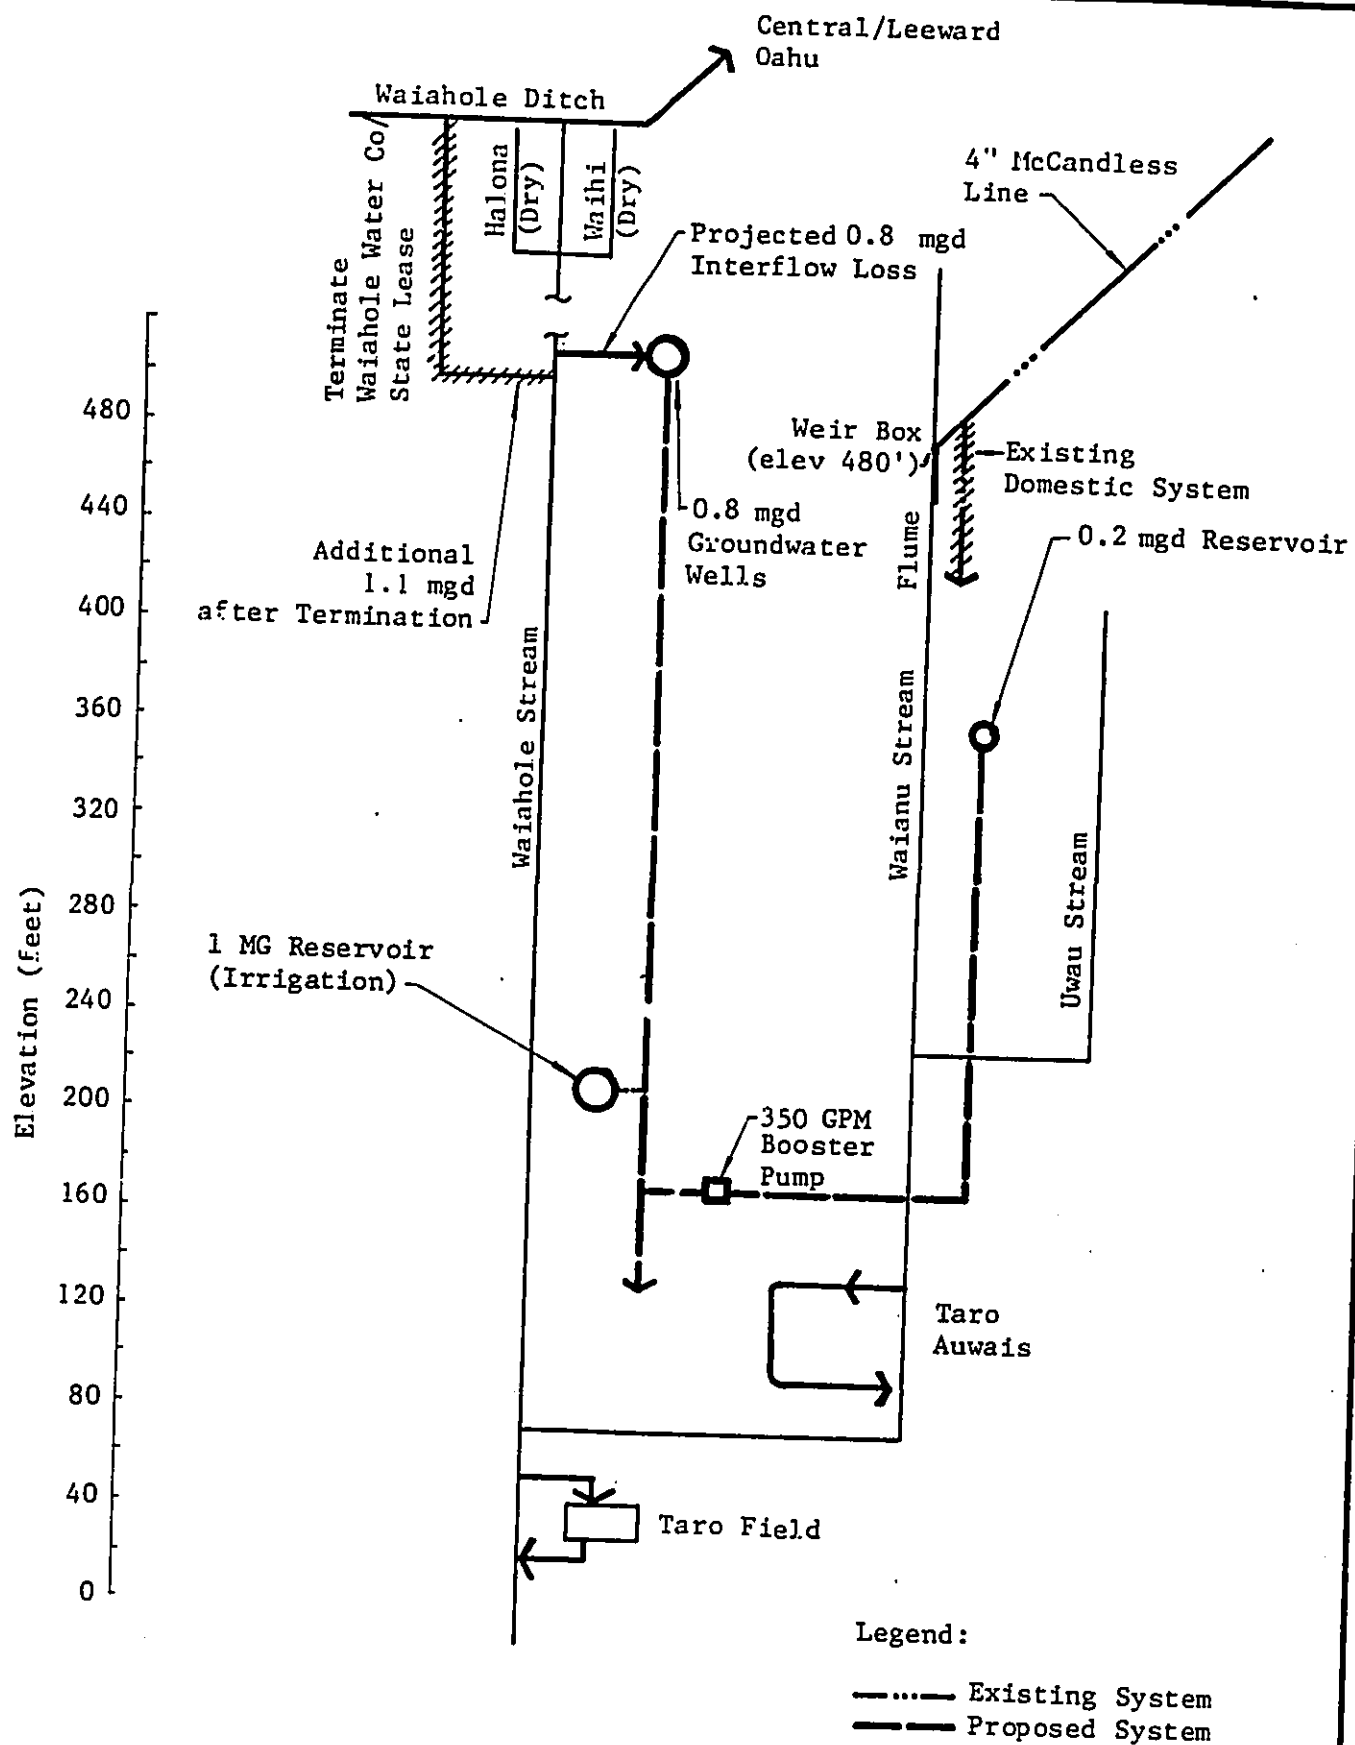 Central/Leeward
Oahu
Waiahole Ditch
Terminate
Waiahole Water Co/
State Lease
Halona
(Dry)
Waihi
(Dry)
4" McCandless
Line
Projected 0.8 mgd
Interflow Loss
Weir Box
(elev 480')
Existing
Domestic System
0.8 mgd
Groundwater
Wells
Flume
0.2 mgd Reservoir
Additional
1.1 mgd
after Termination
Waiahole Stream
Waianu Stream
Uwau Stream
Elevation (feet)
480
440
400
360
320
280
240
200
160
120
80
40
0
1 MG Reservoir
(Irrigation)
350 GPM
Booster
Pump
Taro
Auwais
Taro Field
Legend:
Existing System
Proposed System